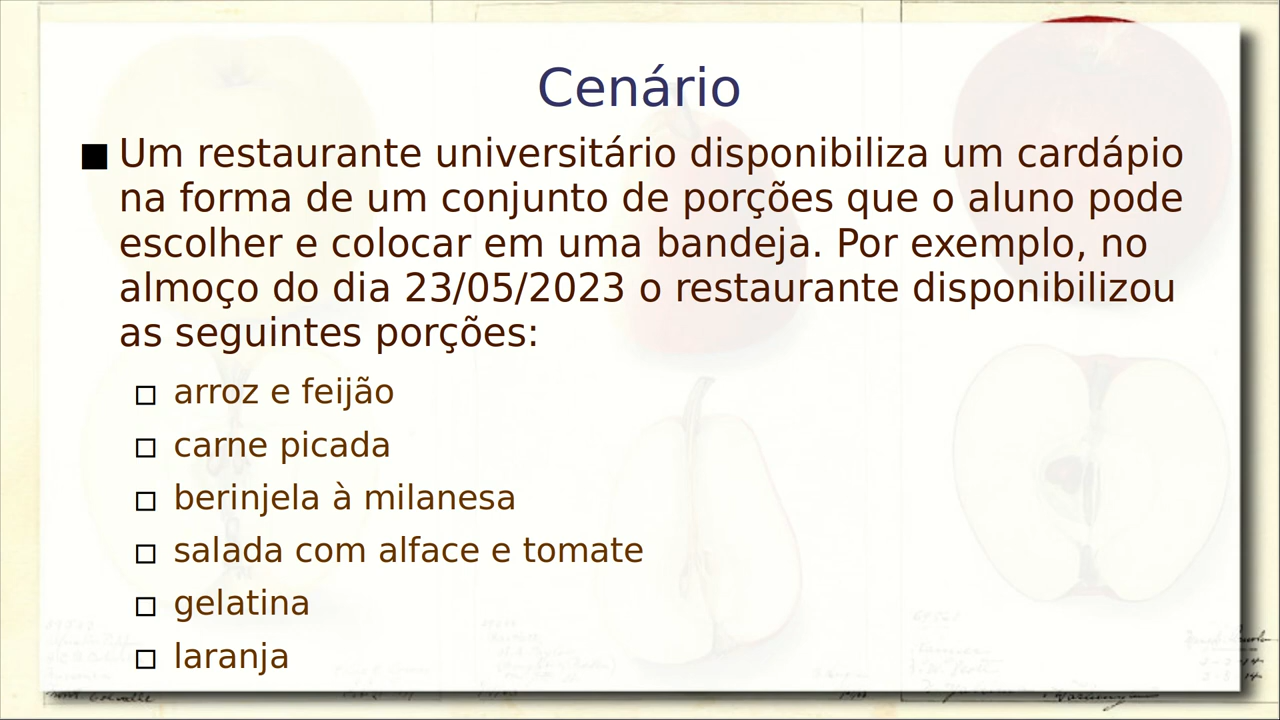 Cenário
Um restaurante universitário disponibiliza um cardápio
na forma de um conjunto de porções que o aluno pode
escolher e colocar em uma bandeja. Por exemplo, no
almoço do dia 23/05/2023 o restaurante disponibilizou
as seguintes porções:
arroz e feijão
carne picada
berinjela à milanesa
salada com alface e tomate
gelatina
laranja